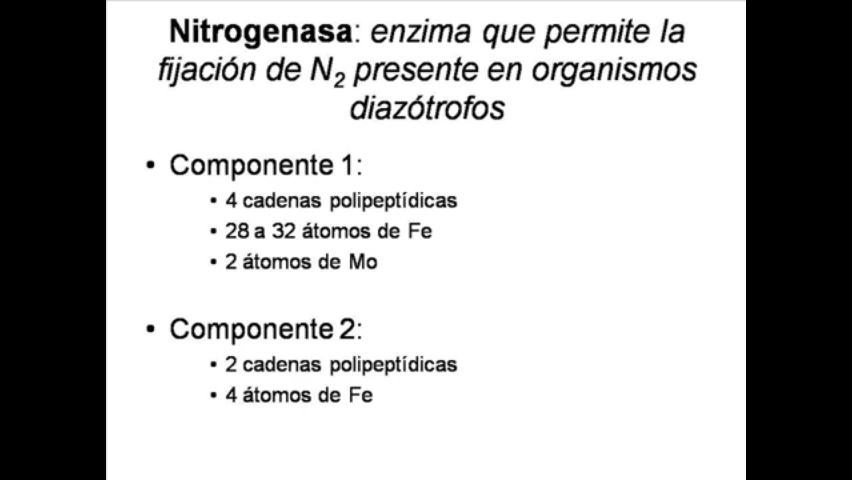 Nitrogenasa: enzima que permite la
fijación de N₂ presente en organismos
diazótrofos
• Componente 1:
• 4 cadenas polipeptídicas
• 28 a 32 átomos de Fe
• 2 átomos de Mo
• Componente 2:
• 2 cadenas polipeptídicas
• 4 átomos de Fe